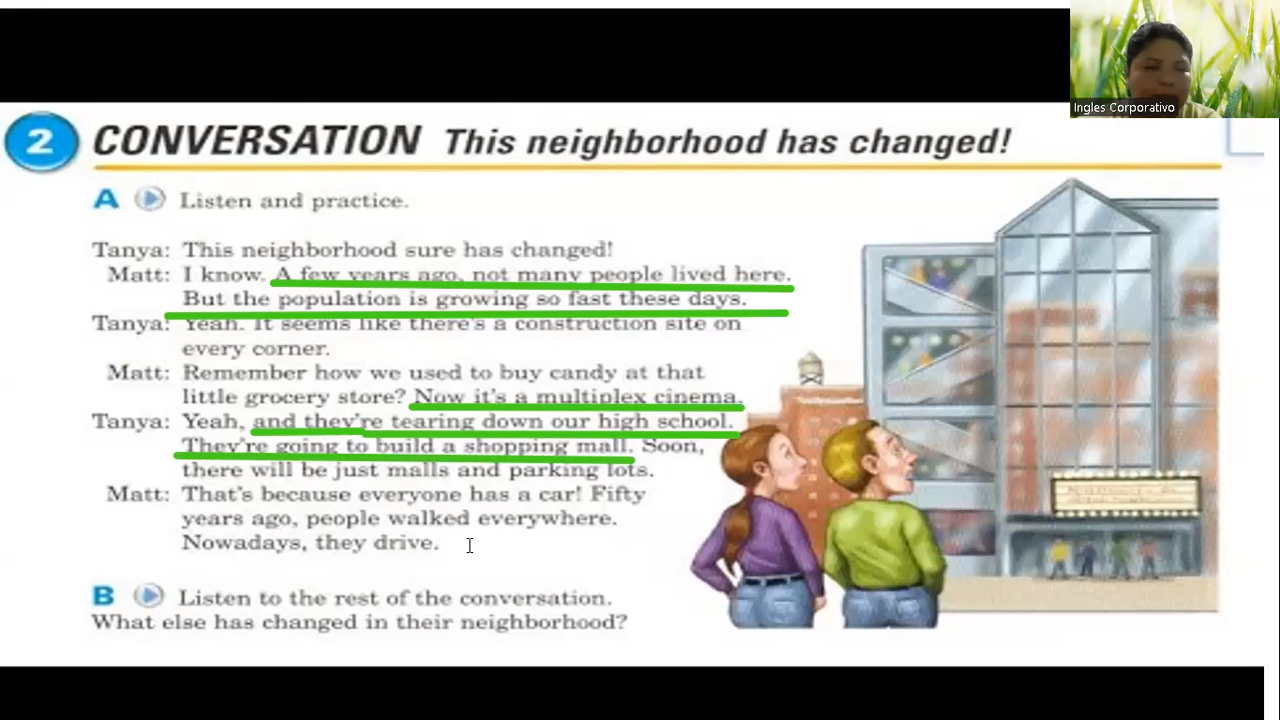 Ingles Corporativo
2 CONVERSATION This neighborhood has changed!
A Listen and practice.
Tanya: This neighborhood sure has changed!
Matt: I know. A few years ago, not many people lived here.
But the population is growing so fast these days.
Tanya: Yeah. It seems like there's a construction site on
every corner.
Matt: Remember how we used to buy candy at that
little grocery store? Now it's a multiplex cinema.
Tanya: Yeah, and they're tearing down our high school.
They're going to build a shopping mall. Soon,
there will be just malls and parking lots.
Matt: That's because everyone has a car! Fifty
years ago, people walked everywhere.
Nowadays, they drive.
B Listen to the rest of the conversation.
What else has changed in their neighborhood?